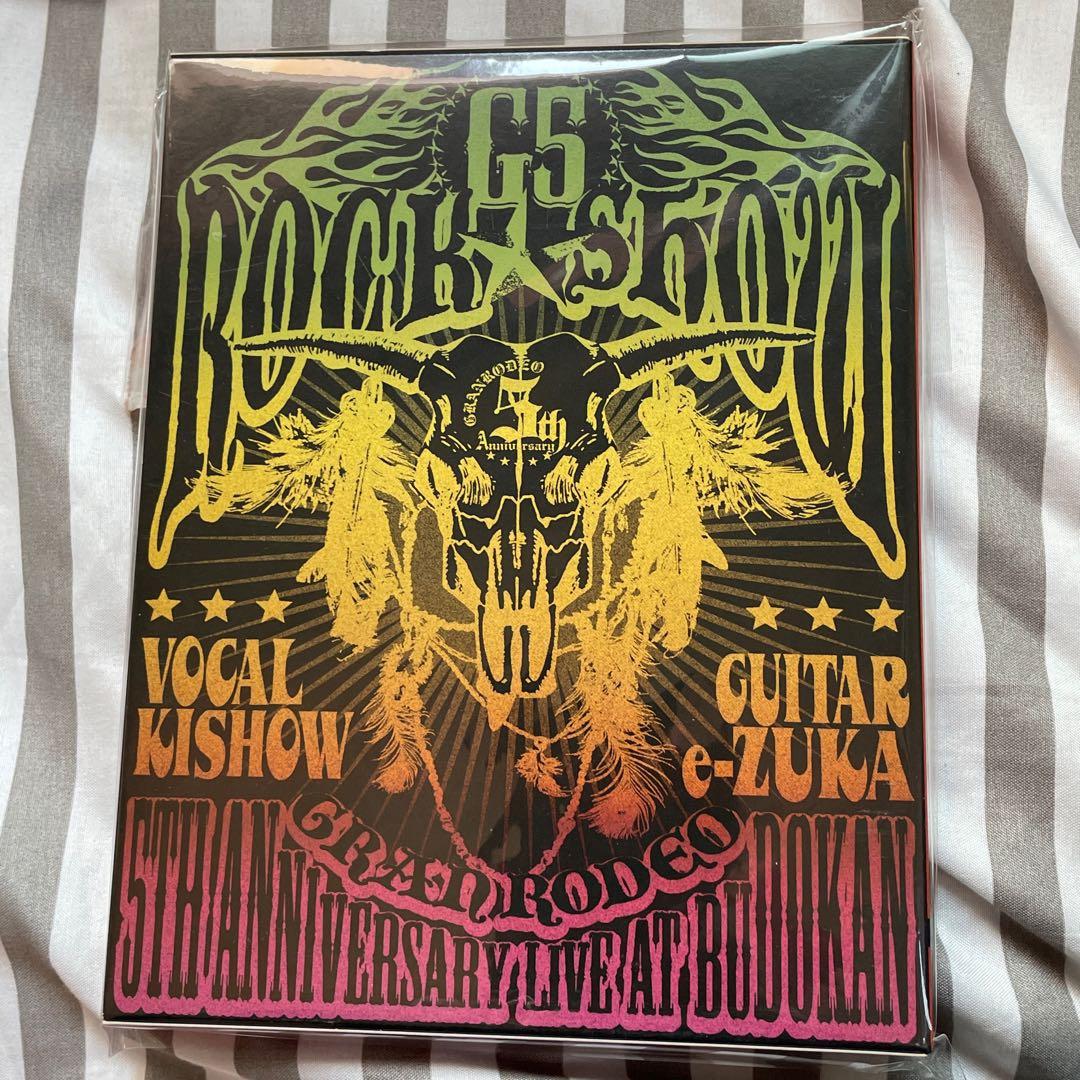 G5
ROCK★ShOW
GRANRODEO
5th
Anniversary
VOCAL
KISHOW
GUITAR
e-ZUKA
GRANRODEO
5TH ANNIVERSARY LIVE AT BUDOKAN